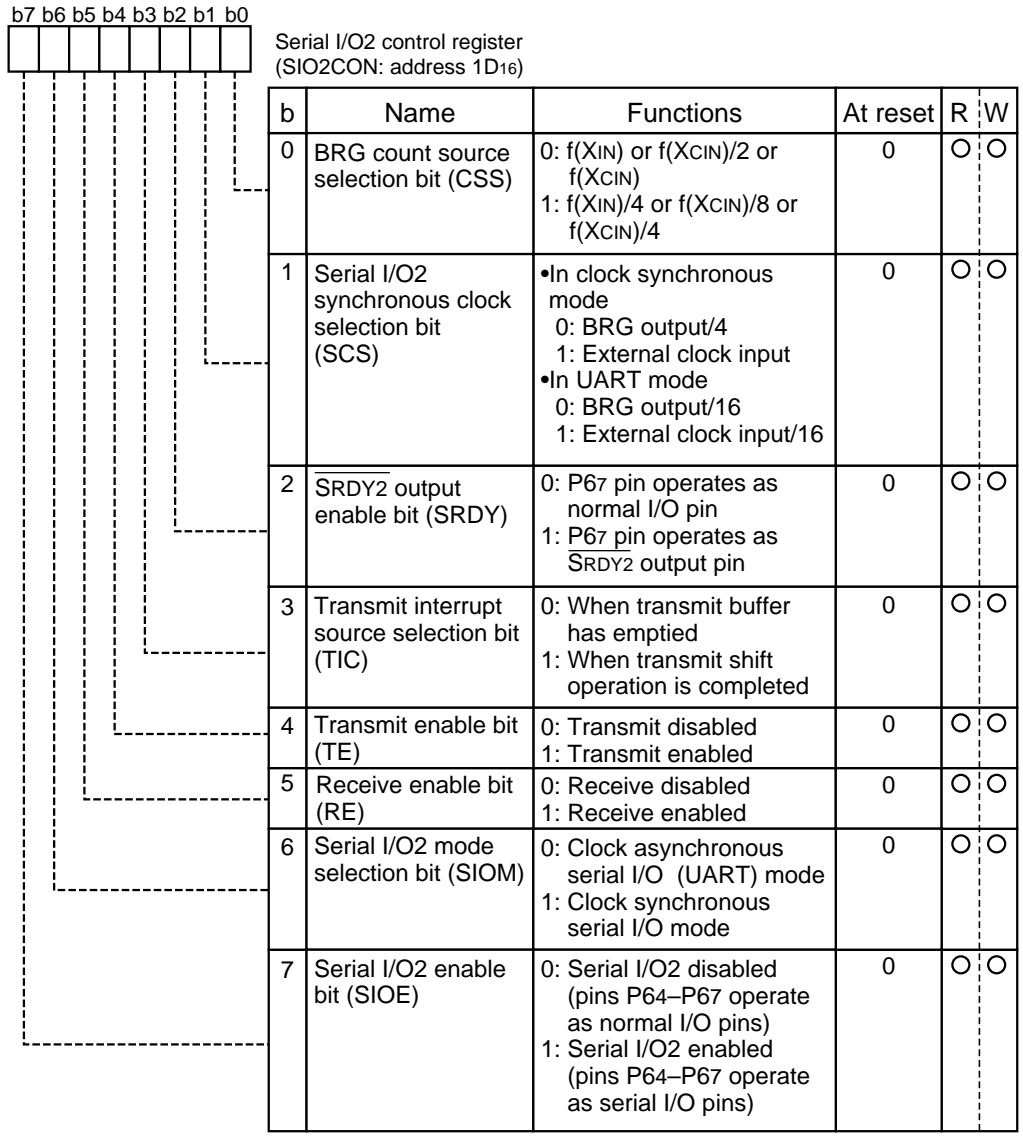 b7 b6 b5 b4 b3 b2 b1 b0
Serial I/O2 control register
(SIO2CON: address 1D16)
b Name Functions At reset R W
0 BRG count source selection bit (CSS)
0: f(XIN) or f(XCIN)/2 or
f(XCIN)
1: f(XIN)/4 or f(XCIN)/8 or
f(XCIN)/4
0 O O
1 Serial I/O2
synchronous clock
selection bit
(SCS)
•In clock synchronous
mode
0: BRG output/4
1: External clock input
•In UART mode
0: BRG output/16
1: External clock input/16
0 O O
2 SRDY2 output
enable bit (SRDY)
0: P67 pin operates as
normal I/O pin
1: P67 pin operates as
SRDY2 output pin
0 O O
3 Transmit interrupt
source selection bit
(TIC)
0: When transmit buffer
has emptied
1: When transmit shift
operation is completed
0 O O
4 Transmit enable bit
(TE)
0: Transmit disabled
1: Transmit enabled
0 O O
5 Receive enable bit
(RE)
0: Receive disabled
1: Receive enabled
0 O O
6 Serial I/O2 mode
selection bit (SIOM)
0: Clock asynchronous
serial I/O (UART) mode
1: Clock synchronous
serial I/O mode
0 O O
7 Serial I/O2 enable
bit (SIOE)
0: Serial I/O2 disabled
(pins P64–P67 operate
as normal I/O pins)
1: Serial I/O2 enabled
(pins P64–P67 operate
as serial I/O pins)
0 O O